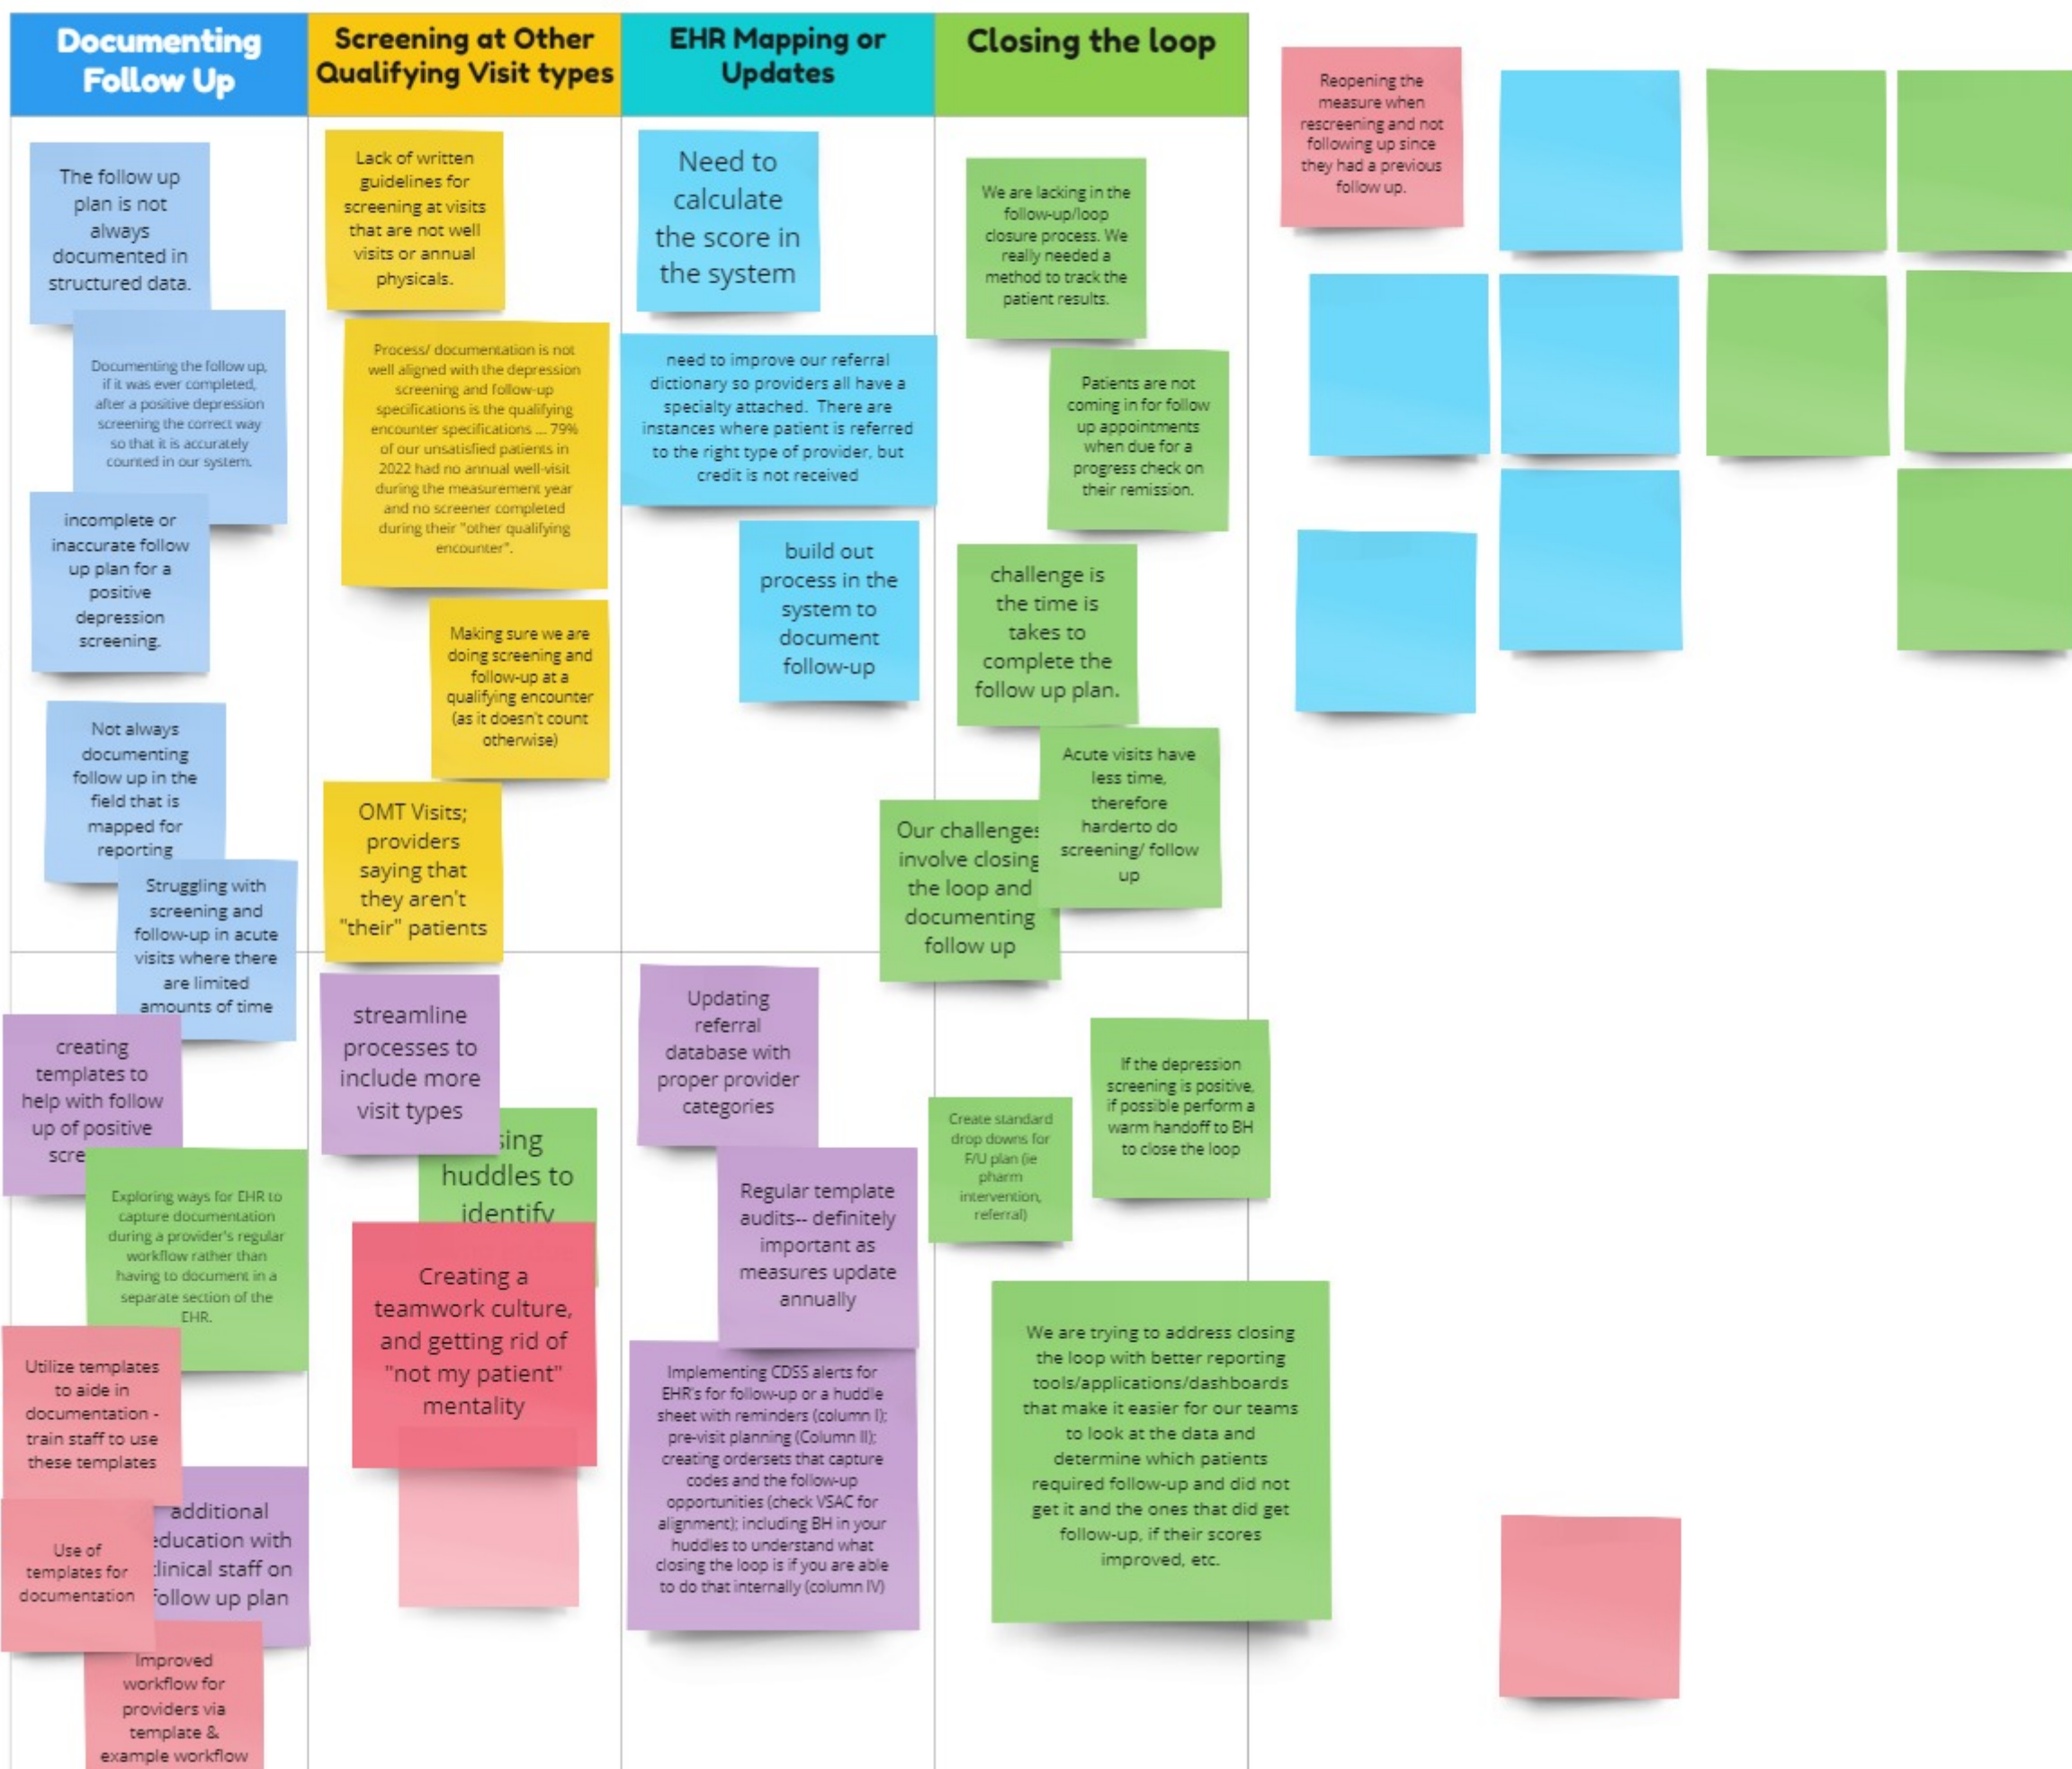 Documenting
Follow Up
Screening at Other
Qualifying Visit types
EHR Mapping or
Updates
Closing the loop
The follow up
plan is not
always
documented in
structured data.
Documenting the follow up,
if it was ever completed,
after a positive depression
screening the correct way
so that it is accurately
counted in our system.
incomplete or
inaccurate follow
up plan for a
positive
depression
screening.
Not always
documenting
follow up in the
field that is
mapped for
reporting
Struggling with
screening and
follow-up in acute
visits where there
are limited
amounts of time
Lack of written
guidelines for
screening at visits
that are not well
visits or annual
physicals.
Process/ documentation is not
well aligned with the depression
screening and follow-up
specifications is the qualifying
encounter specifications ... 79%
of our unsatisfied patients in
2022 had no annual well-visit
during the measurement year
and no screener completed
during their "other qualifying
encounter".
Making sure we are
doing screening and
follow-up at a
qualifying encounter
(as it doesn't count
otherwise)
OMT Visits;
providers
saying that
they aren't
"their" patients
Need to
calculate
the score in
the system
need to improve our referral
dictionary so providers all have a
specialty attached. There are
instances where patient is referred
to the right type of provider, but
credit is not received
build out
process in the
system to
document
follow-up
We are lacking in the
follow-up/loop
closure process. We
really needed a
method to track the
patient results.
Patients are not
coming in for follow
up appointments
when due for a
progress check on
their remission.
challenge is
the time is
takes to
complete the
follow up plan.
Acute visits have
less time,
therefore
harderto do
screening/ follow
up
Our challenges
involve closing
the loop and
documenting
follow up
Reopening the
measure when
rescreening and not
following up since
they had a previous
follow up.
creating
templates to
help with follow
up of positive
scre
Exploring ways for EHR to
capture documentation
during a provider's regular
workflow rather than
having to document in a
separate section of the
EHR.
Utilize templates
to aide in
documentation -
train staff to use
these templates
additional
education with
clinical staff on
follow up plan
Use of
templates for
documentation
Improved
workflow for
providers via
template &
example workflow
streamline
processes to
include more
visit types
sing
huddles to
identify
Creating a
teamwork culture,
and getting rid of
"not my patient"
mentality
Updating
referral
database with
proper provider
categories
Regular template
audits-- definitely
important as
measures update
annually
Implementing CDSS alerts for
EHR's for follow-up or a huddle
sheet with reminders (column I);
pre-visit planning (Column II);
creating ordersets that capture
codes and the follow-up
opportunities (check VSAC for
alignment); including BH in your
huddles to understand what
closing the loop is if you are able
to do that internally (column IV)
Create standard
drop downs for
F/U plan (ie
pharm
intervention,
referral)
If the depression
screening is positive,
if possible perform a
warm handoff to BH
to close the loop
We are trying to address closing
the loop with better reporting
tools/applications/dashboards
that make it easier for our teams
to look at the data and
determine which patients
required follow-up and did not
get it and the ones that did get
follow-up, if their scores
improved, etc.